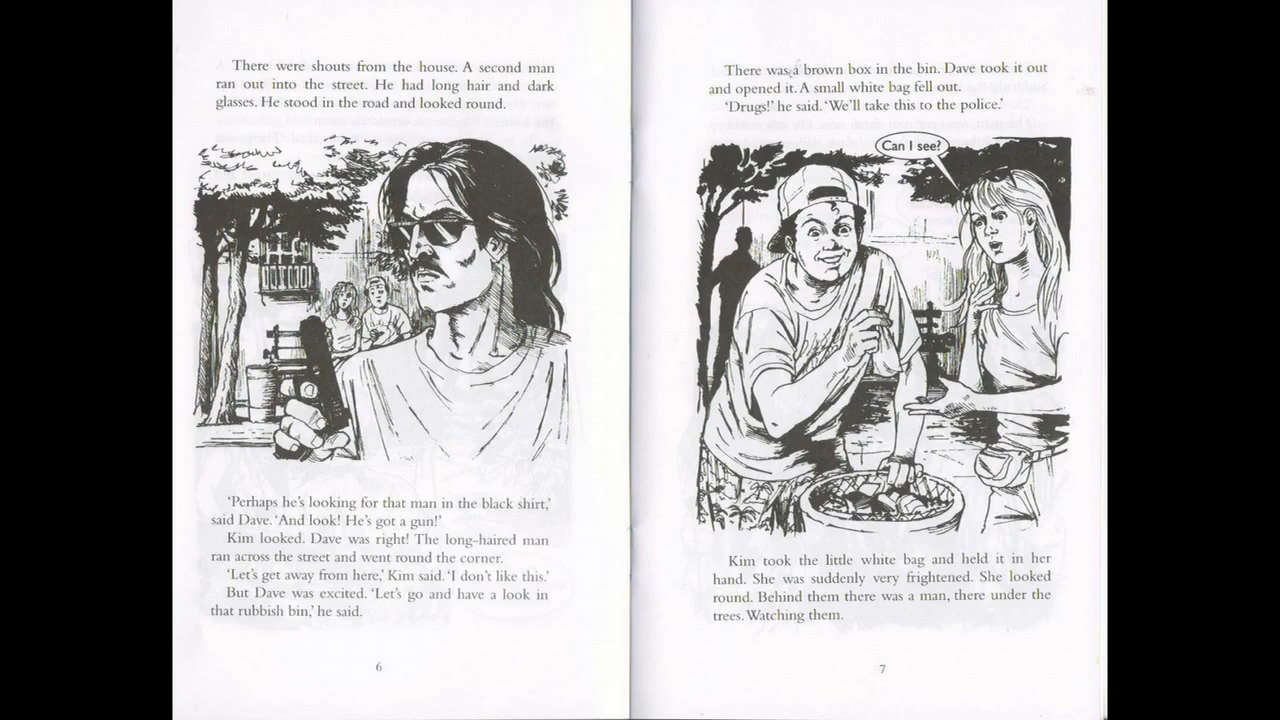 There were shouts from the house. A second man
ran out into the street. He had long hair and dark
glasses. He stood in the road and looked round.
‘Perhaps he’s looking for that man in the black shirt,’
said Dave. ‘And look! He’s got a gun!’
Kim looked. Dave was right! The long-haired man
ran across the street and went round the corner.
‘Let’s get away from here,’ Kim said. ‘I don’t like this.’
But Dave was excited. ‘Let’s go and have a look in
that rubbish bin,’ he said.
6
There was a brown box in the bin. Dave took it out
and opened it. A small white bag fell out.
‘Drugs!’ he said. ‘We’ll take this to the police.’
Can I see?
Kim took the little white bag and held it in her
hand. She was suddenly very frightened. She looked
round. Behind them there was a man, there under the
trees. Watching them.
7